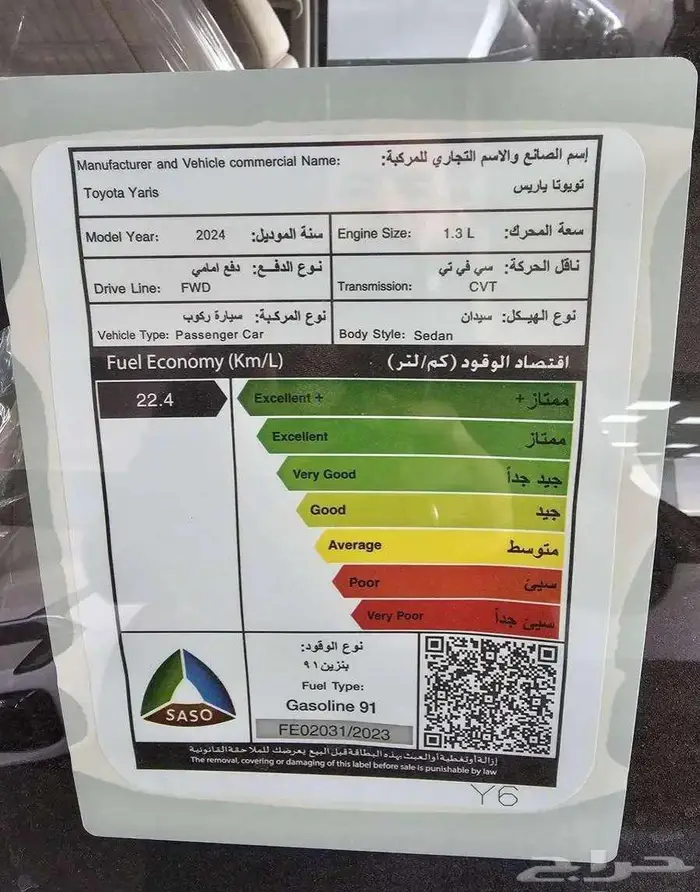 Manufacturer and Vehicle commercial Name: إسم الصانع والاسم التجاري للمركبة:
Toyota Yaris تويوتا ياريس
Model Year: 2024 سنة الموديل:
Engine Size: 1.3 L سعة المحرك:
نوع الدفع: دفع امامي
Drive Line: FWD
ناقل الحركة: سي في تي
Transmission: CVT
نوع المركبة: سيارة ركوب
Vehicle Type: Passenger Car
نوع الهيكل: سيدان
Body Style: Sedan
Fuel Economy (Km/L) اقتصاد الوقود (كم/لتر)
22.4
Excellent + ممتاز +
Excellent ممتاز
Very Good جيد جداً
Good جيد
Average متوسط
Poor سيئ
Very Poor سيئ جداً
SASO
نوع الوقود:
بنزين ٩١
Fuel Type:
Gasoline 91
FE02031/2023
إزالة أو تغطية أو العبث بهذه البطاقة قبل البيع يعرضك للملاحقة القانونية
The removal, covering or damaging of this label before sale is punishable by law
Y6
حراج